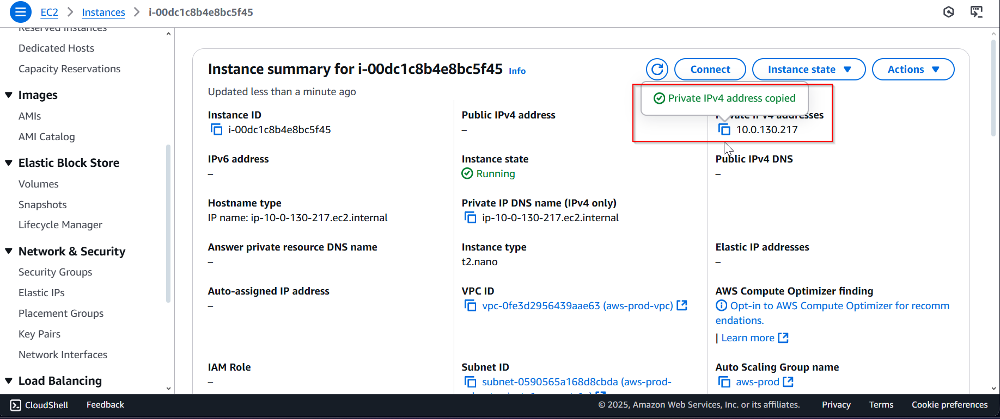 EC2 > Instances > i-00dc1c8b4e8bc5f45
Reserved Instances
Dedicated Hosts
Capacity Reservations
Images
AMIs
AMI Catalog
Elastic Block Store
Volumes
Snapshots
Lifecycle Manager
Network & Security
Security Groups
Elastic IPs
Placement Groups
Key Pairs
Network Interfaces
Load Balancing
Instance summary for i-00dc1c8b4e8bc5f45 Info
Connect
Instance state
Actions
Updated less than a minute ago
Private IPv4 address copied
Instance ID
i-00dc1c8b4e8bc5f45
Public IPv4 address
–
Private IPv4 addresses
10.0.130.217
IPv6 address
–
Instance state
Running
Public IPv4 DNS
–
Hostname type
IP name: ip-10-0-130-217.ec2.internal
Private IP DNS name (IPv4 only)
ip-10-0-130-217.ec2.internal
Answer private resource DNS name
–
Instance type
t2.nano
Elastic IP addresses
–
Auto-assigned IP address
–
VPC ID
vpc-0fe3d2956439aae63 (aws-prod-vpc)
AWS Compute Optimizer finding
Opt-in to AWS Compute Optimizer for recomm
endations.
| Learn more
IAM Role
–
Subnet ID
subnet-0590565a168d8cbda (aws-prod-
Auto Scaling Group name
aws-prod
CloudShell
Feedback
© 2025, Amazon Web Services, Inc. or its affiliates.
Privacy
Terms
Cookie preferences